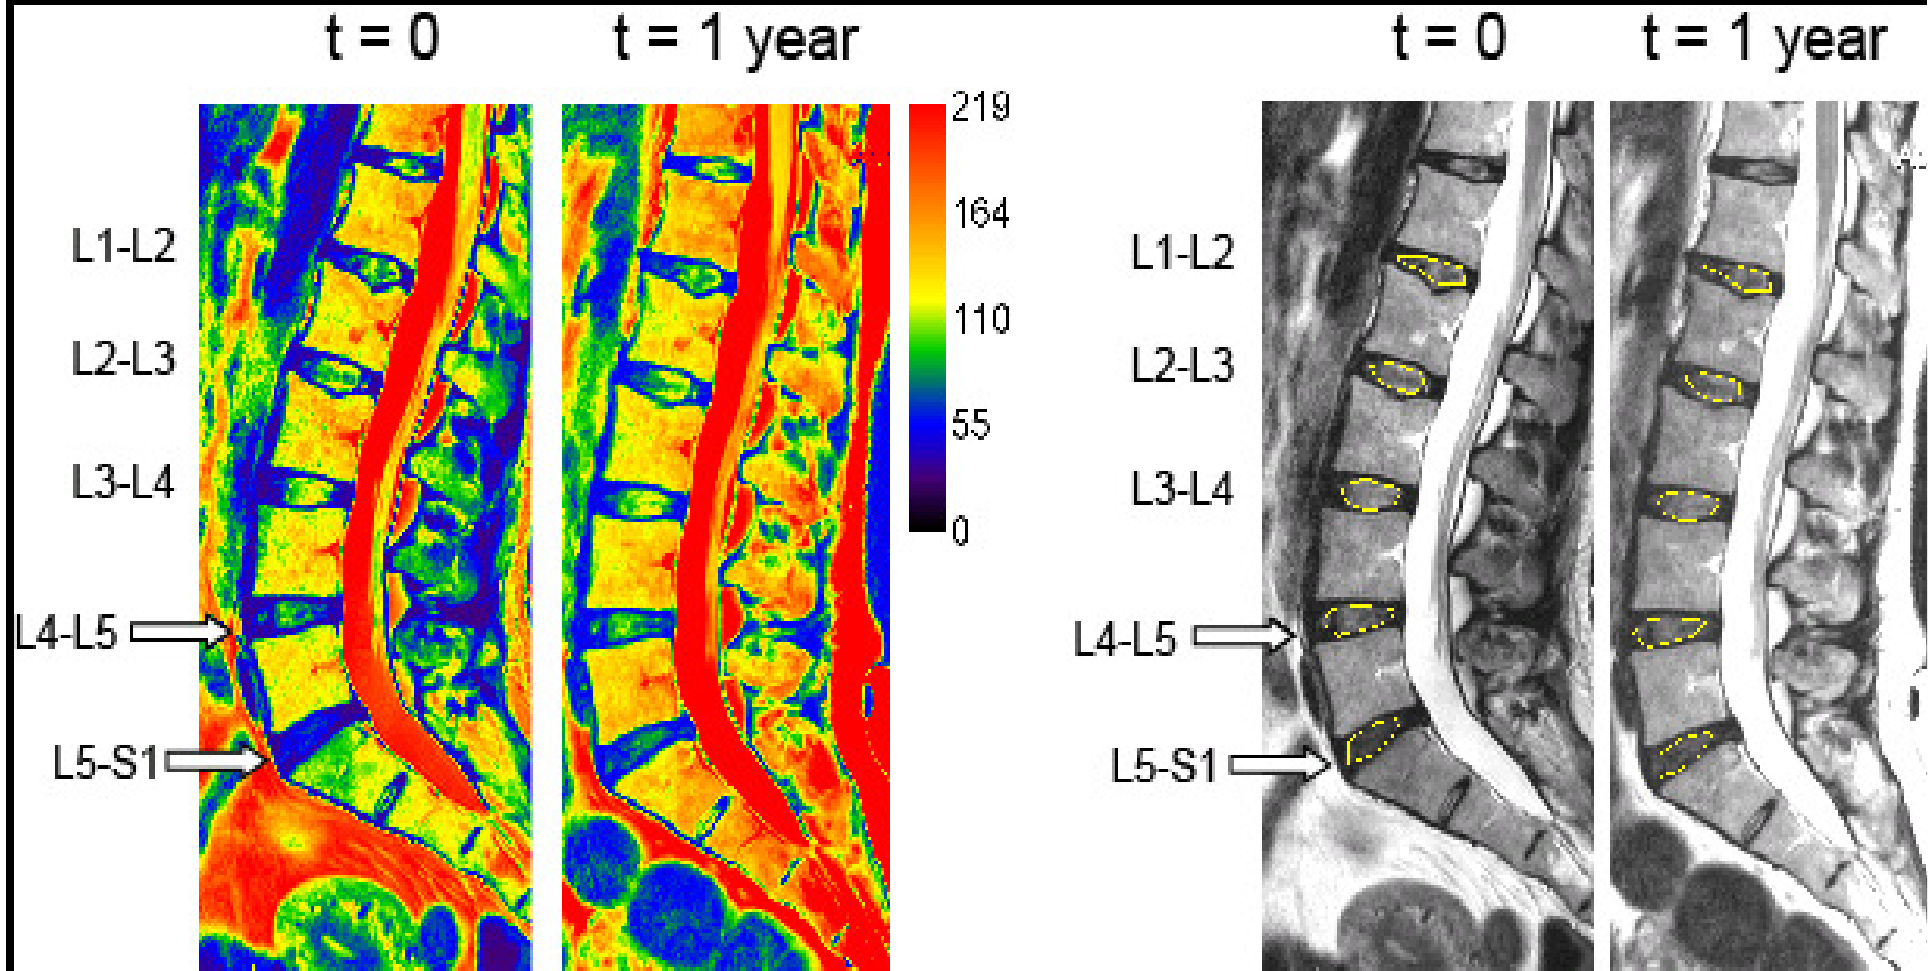 t = 0
t = 1 year
219
164
110
55
0
L1-L2
L2-L3
L3-L4
L4-L5
L5-S1
t = 0
t = 1 year
L1-L2
L2-L3
L3-L4
L4-L5
L5-S1